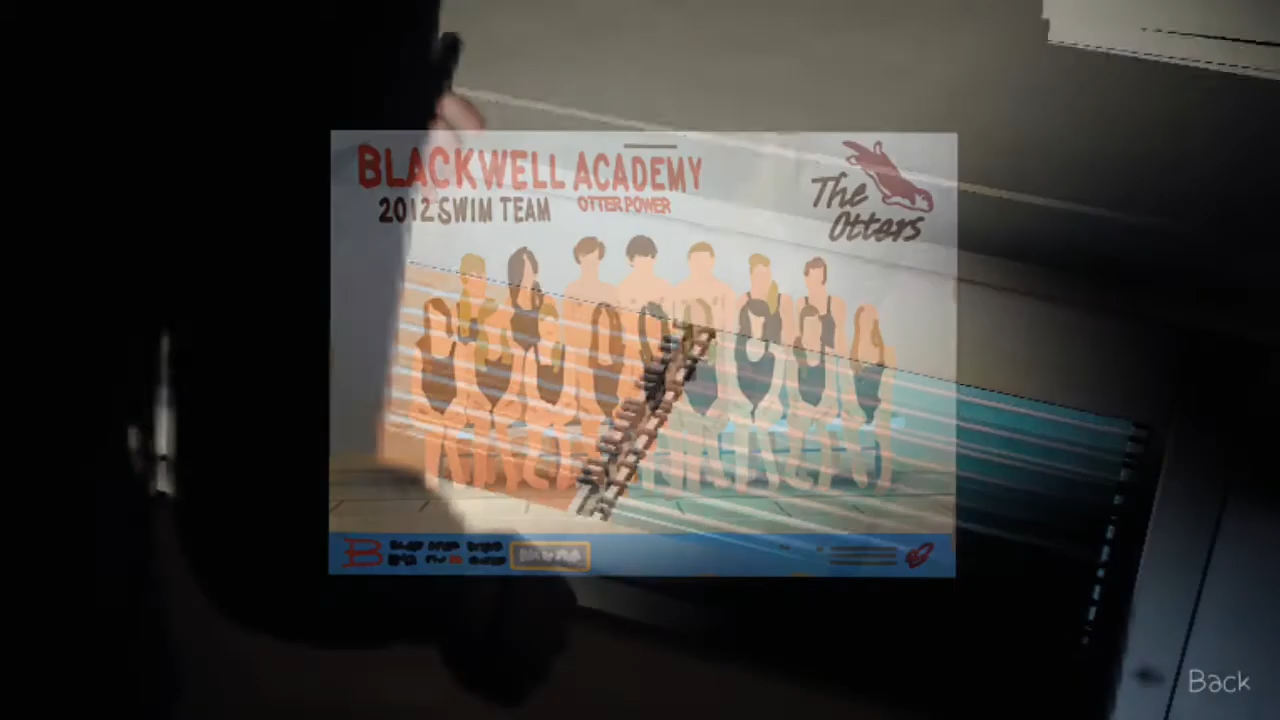 BLACKWELL ACADEMY
2012 SWIM TEAM OTTER POWER
The
Otters
B
Back